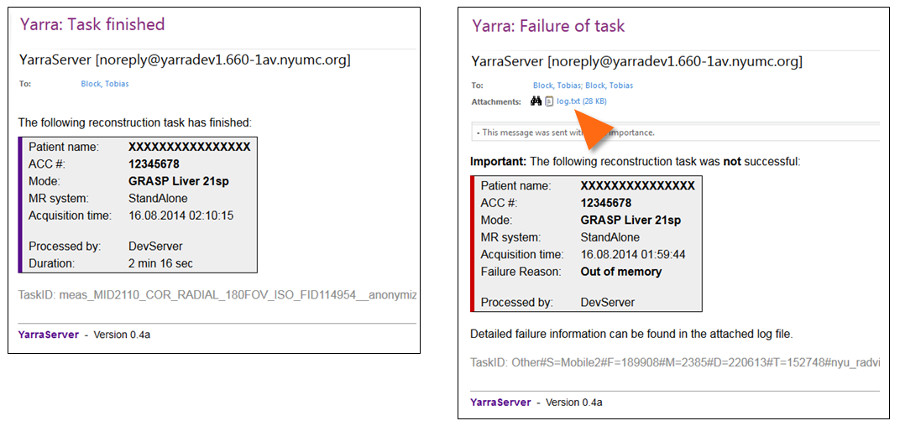 Yarra: Task finished
YarraServer [noreply@yarradev1.660-1av.nyumc.org]
To: Block, Tobias
The following reconstruction task has finished:
Patient name: XXXXXXXXXXXXXXXX
ACC #: 12345678
Mode: GRASP Liver 21sp
MR system: StandAlone
Acquisition time: 16.08.2014 02:10:15
Processed by: DevServer
Duration: 2 min 16 sec
TaskID: meas_MID2110_COR_RADIAL_180FOV_ISO_FID114954__anonymiz
YarraServer - Version 0.4a
Yarra: Failure of task
YarraServer [noreply@yarradev1.660-1av.nyumc.org]
To: Block, Tobias; Block, Tobias
Attachments: log.txt (28 KB)
• This message was sent with importance.
Important: The following reconstruction task was not successful:
Patient name: XXXXXXXXXXXXXXX
ACC #: 12345678
Mode: GRASP Liver 21sp
MR system: StandAlone
Acquisition time: 16.08.2014 01:59:44
Failure Reason: Out of memory
Processed by: DevServer
Detailed failure information can be found in the attached log file.
TaskID: Other#S=Mobile2#F=189908#M=2385#D=220613#T=152748#nyu_radvi
YarraServer - Version 0.4a